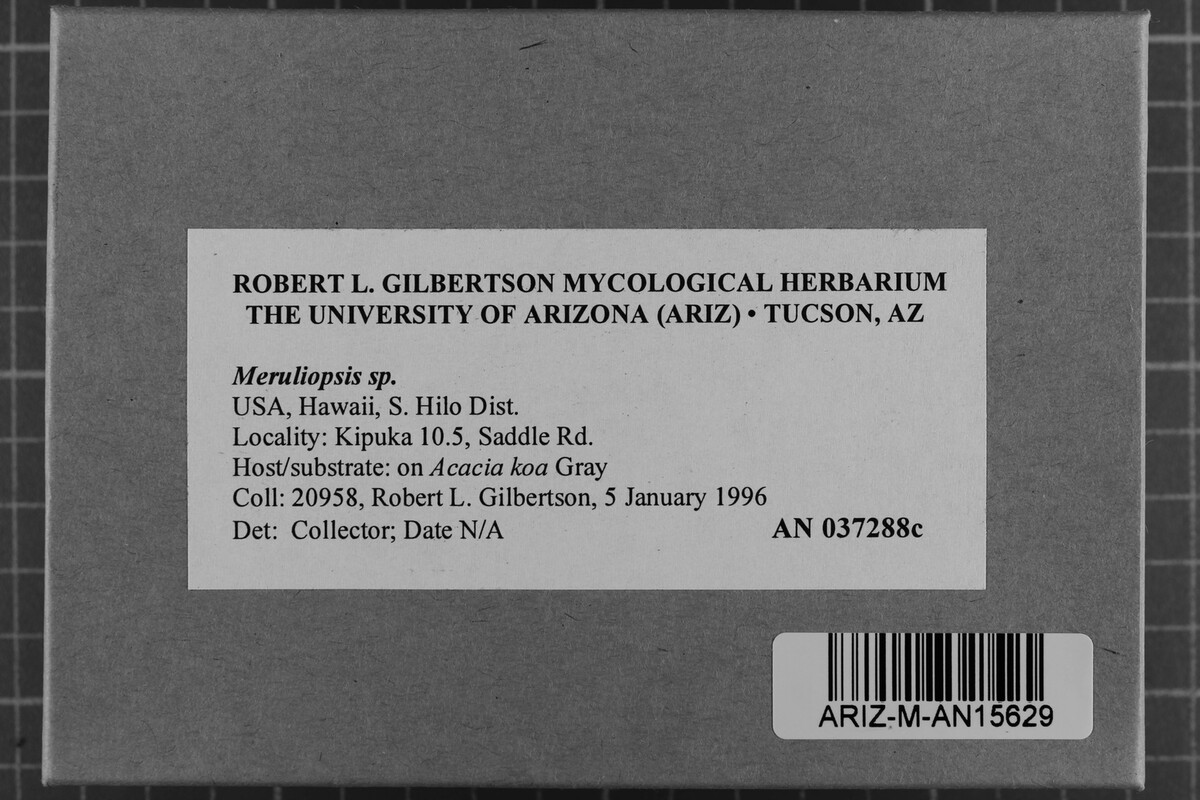 ROBERT L. GILBERTSON MYCOLOGICAL HERBARIUM
THE UNIVERSITY OF ARIZONA (ARIZ) • TUCSON, AZ
Meruliopsis sp.
USA, Hawaii, S. Hilo Dist.
Locality: Kipuka 10.5, Saddle Rd.
Host/substrate: on Acacia koa Gray
Coll: 20958, Robert L. Gilbertson, 5 January 1996
Det: Collector; Date N/A AN 037288c
ARIZ-M-AN15629